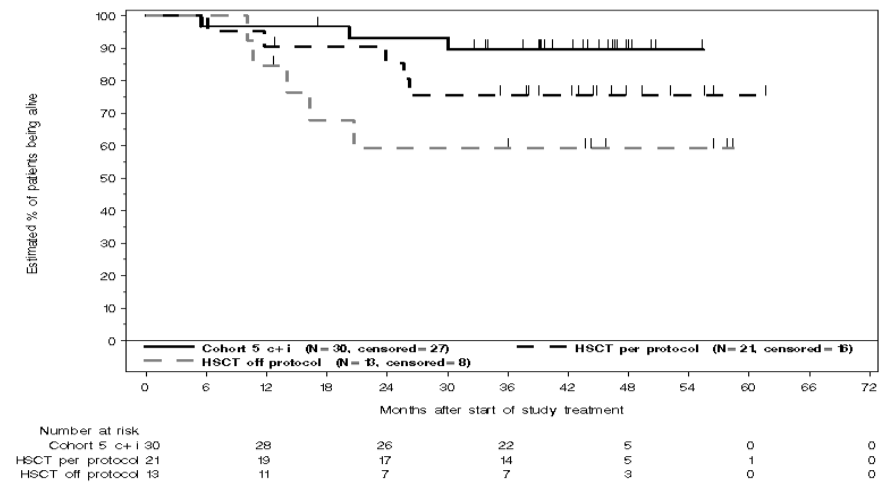 Estimated % of patients being alive
100
90
80
70
60
50
40
30
20
10
0
Cohort 5 c+i (N=30, censored=27)
HSCT per protocol (N=21, censored=16)
HSCT off protocol (N=13, censored=8)
0 6 12 18 24 30 36 42 48 54 60 66 72
Months after start of study treatment
Number at risk
Cohort 5 c+i 30 28 26 22 5 0 0
HSCT per protocol 21 19 17 14 5 1 0
HSCT off protocol 13 11 7 7 3 0 0